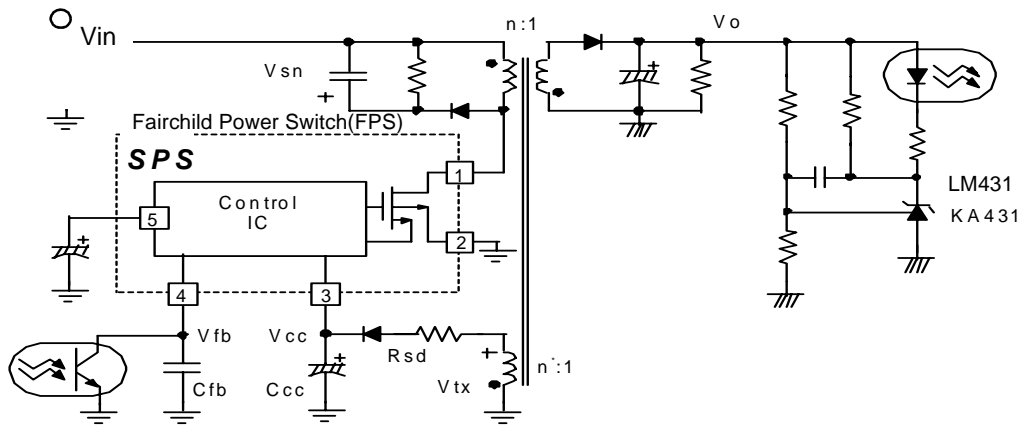 n:1
Vo
Vin
Vsn
+
+
Fairchild Power Switch(FPS)
SPS
1
Control
IC
5
2
LM431
KA431
+
4
3
Vfb
Vcc
Rsd
+
+
n`:1
Cfb
Ccc
Vtx